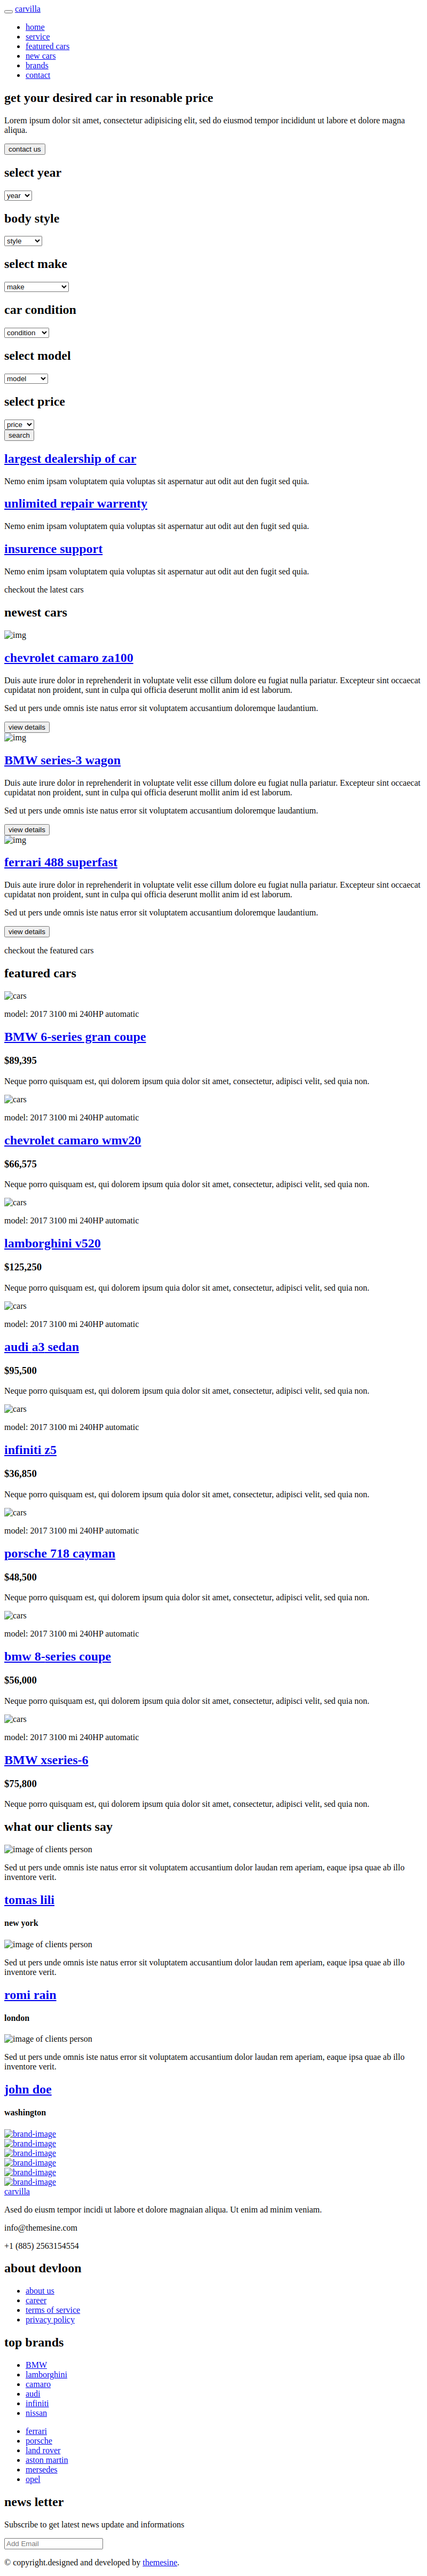 carvilla
home
service
featured cars
new cars
brands
contact
get your desired car in resonable price
Lorem ipsum dolor sit amet, consectetur adipisicing elit, sed do eiusmod tempor incididunt ut labore et dolore magna
aliqua.
contact us
select year
year
body style
style
select make
make
car condition
condition
select model
model
select price
price
search
largest dealership of car
Nemo enim ipsam voluptatem quia voluptas sit aspernatur aut odit aut den fugit sed quia.
unlimited repair warrenty
Nemo enim ipsam voluptatem quia voluptas sit aspernatur aut odit aut den fugit sed quia.
insurence support
Nemo enim ipsam voluptatem quia voluptas sit aspernatur aut odit aut den fugit sed quia.
checkout the latest cars
newest cars
img
chevrolet camaro za100
Duis aute irure dolor in reprehenderit in voluptate velit esse cillum dolore eu fugiat nulla pariatur. Excepteur sint occaecat
cupidatat non proident, sunt in culpa qui officia deserunt mollit anim id est laborum.
Sed ut pers unde omnis iste natus error sit voluptatem accusantium doloremque laudantium.
view details
img
BMW series-3 wagon
Duis aute irure dolor in reprehenderit in voluptate velit esse cillum dolore eu fugiat nulla pariatur. Excepteur sint occaecat
cupidatat non proident, sunt in culpa qui officia deserunt mollit anim id est laborum.
Sed ut pers unde omnis iste natus error sit voluptatem accusantium doloremque laudantium.
view details
img
ferrari 488 superfast
Duis aute irure dolor in reprehenderit in voluptate velit esse cillum dolore eu fugiat nulla pariatur. Excepteur sint occaecat
cupidatat non proident, sunt in culpa qui officia deserunt mollit anim id est laborum.
Sed ut pers unde omnis iste natus error sit voluptatem accusantium doloremque laudantium.
view details
checkout the featured cars
featured cars
cars
model: 2017 3100 mi 240HP automatic
BMW 6-series gran coupe
$89,395
Neque porro quisquam est, qui dolorem ipsum quia dolor sit amet, consectetur, adipisci velit, sed quia non.
cars
model: 2017 3100 mi 240HP automatic
chevrolet camaro wmv20
$66,575
Neque porro quisquam est, qui dolorem ipsum quia dolor sit amet, consectetur, adipisci velit, sed quia non.
cars
model: 2017 3100 mi 240HP automatic
lamborghini v520
$125,250
Neque porro quisquam est, qui dolorem ipsum quia dolor sit amet, consectetur, adipisci velit, sed quia non.
cars
model: 2017 3100 mi 240HP automatic
audi a3 sedan
$95,500
Neque porro quisquam est, qui dolorem ipsum quia dolor sit amet, consectetur, adipisci velit, sed quia non.
cars
model: 2017 3100 mi 240HP automatic
infiniti z5
$36,850
Neque porro quisquam est, qui dolorem ipsum quia dolor sit amet, consectetur, adipisci velit, sed quia non.
cars
model: 2017 3100 mi 240HP automatic
porsche 718 cayman
$48,500
Neque porro quisquam est, qui dolorem ipsum quia dolor sit amet, consectetur, adipisci velit, sed quia non.
cars
model: 2017 3100 mi 240HP automatic
bmw 8-series coupe
$56,000
Neque porro quisquam est, qui dolorem ipsum quia dolor sit amet, consectetur, adipisci velit, sed quia non.
cars
model: 2017 3100 mi 240HP automatic
BMW xseries-6
$75,800
Neque porro quisquam est, qui dolorem ipsum quia dolor sit amet, consectetur, adipisci velit, sed quia non.
what our clients say
image of clients person
Sed ut pers unde omnis iste natus error sit voluptatem accusantium dolor laudan rem aperiam, eaque ipsa quae ab illo
inventore verit.
tomas lili
new york
image of clients person
Sed ut pers unde omnis iste natus error sit voluptatem accusantium dolor laudan rem aperiam, eaque ipsa quae ab illo
inventore verit.
romi rain
london
image of clients person
Sed ut pers unde omnis iste natus error sit voluptatem accusantium dolor laudan rem aperiam, eaque ipsa quae ab illo
inventore verit.
john doe
washington
brand-image
brand-image
brand-image
brand-image
brand-image
brand-image
carvilla
Ased do eiusm tempor incidi ut labore et dolore magnaian aliqua. Ut enim ad minim veniam.
info@themesine.com
+1 (885) 2563154554
about devloon
about us
career
terms of service
privacy policy
top brands
BMW
lamborghini
camaro
audi
infiniti
nissan
ferrari
porsche
land rover
aston martin
mersedes
opel
news letter
Subscribe to get latest news update and informations
Add Email
© copyright.designed and developed by themesine.